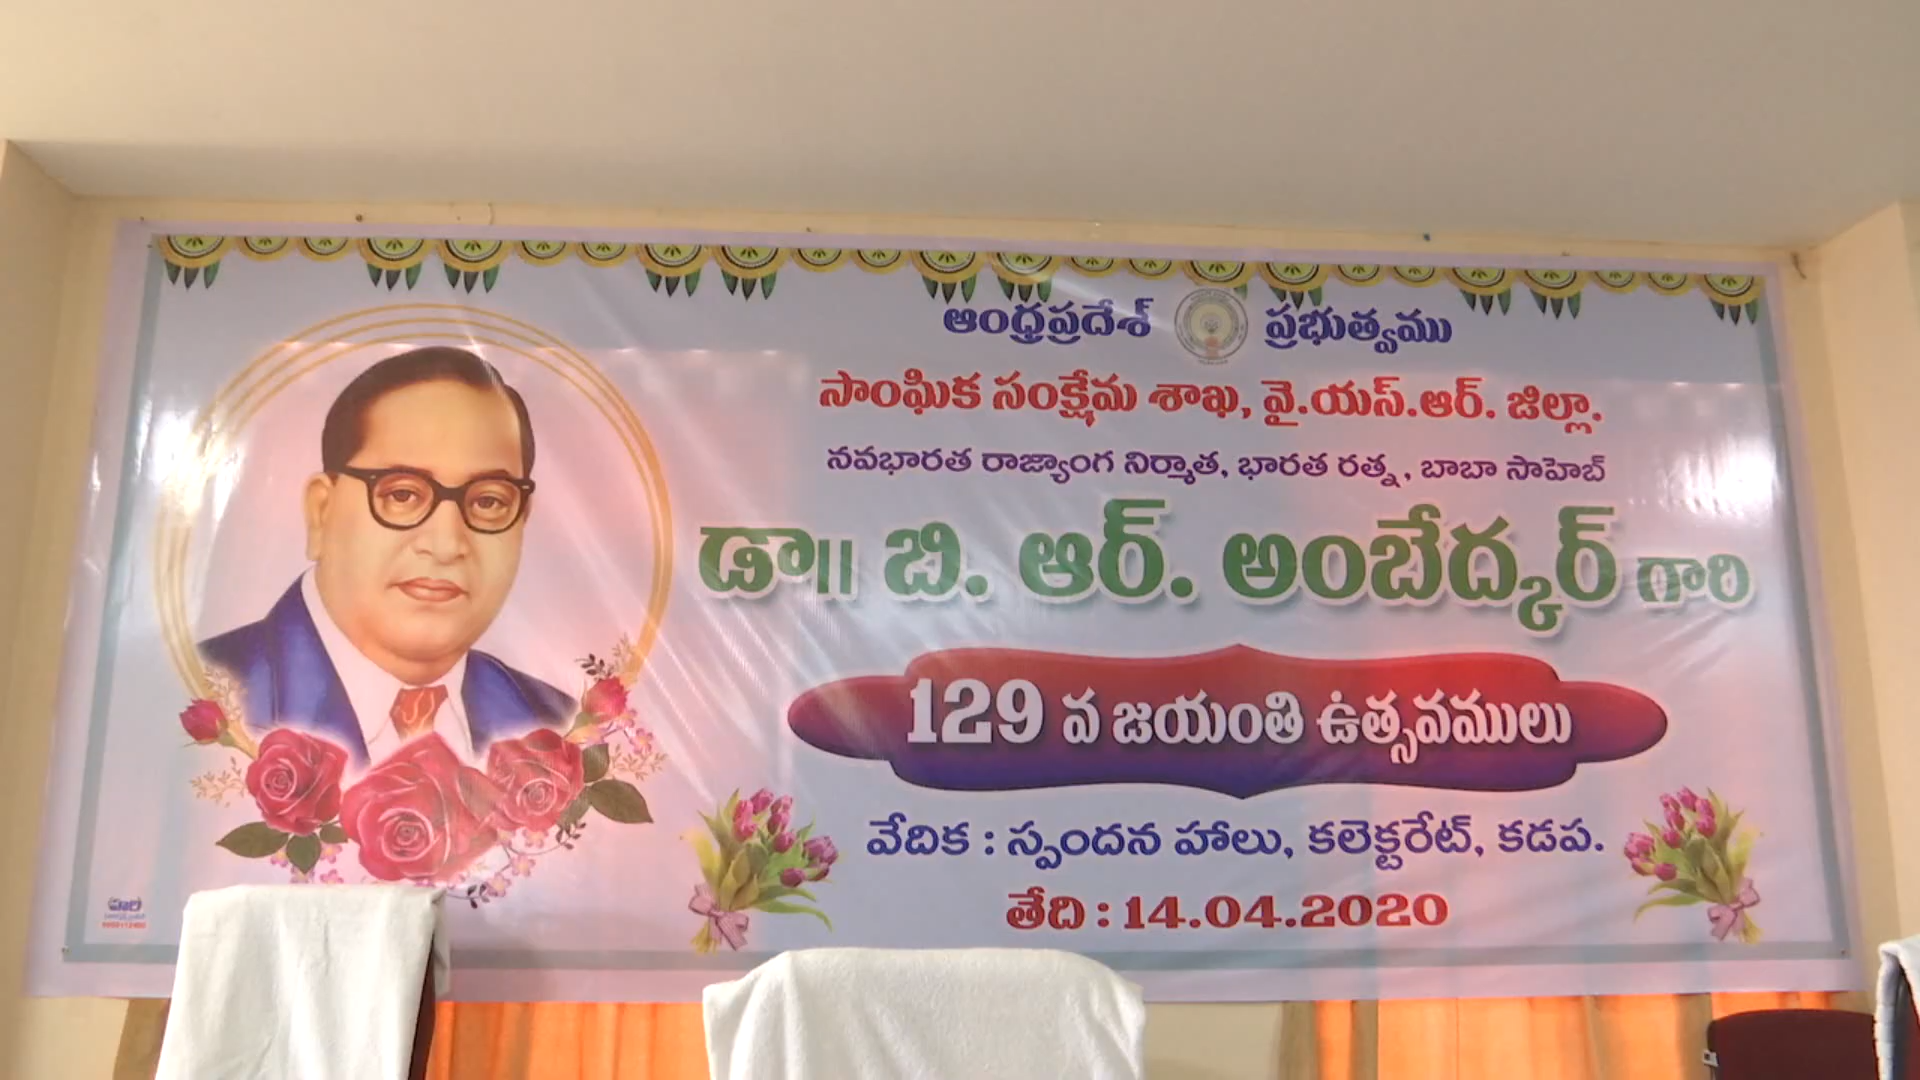 ఆంధ్రప్రదేశ్ ప్రభుత్వము
సాంఘిక సంక్షేమ శాఖ, వై.యస్.ఆర్. జిల్లా.
నవభారత రాజ్యాంగ నిర్మాత, భారత రత్న, బాబా సాహెబ్
డా॥ బి. ఆర్. అంబేద్కర్ గారి
129 వ జయంతి ఉత్సవములు
వేదిక : స్పందన హాలు, కలెక్టరేట్, కడప.
తేది : 14.04.2020
హరి